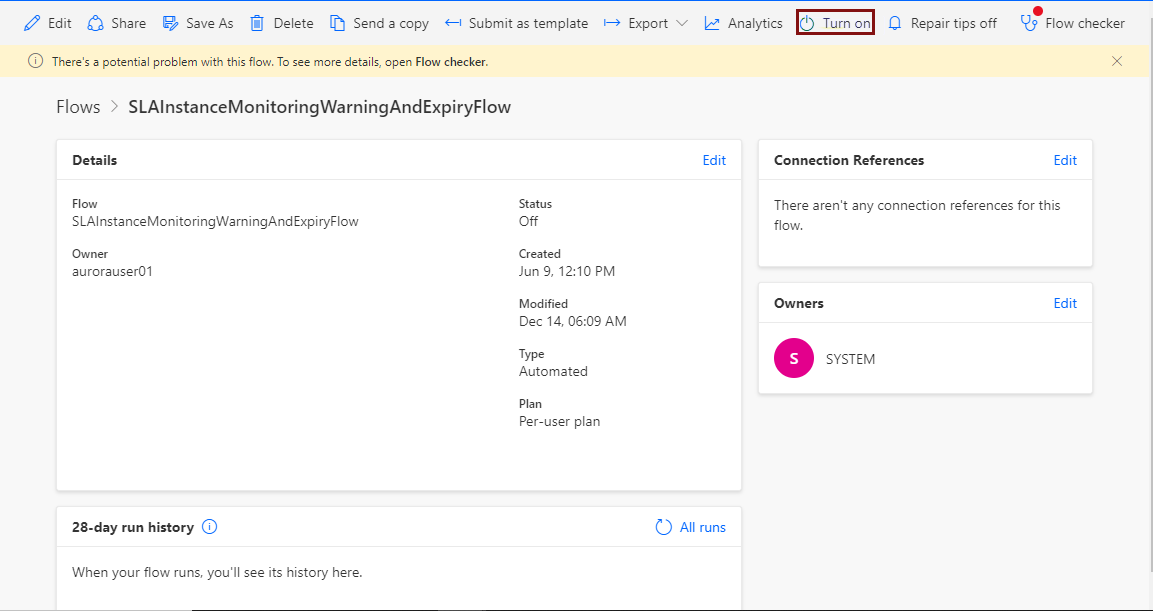 Edit Share Save As Delete Send a copy Submit as template Export Analytics Turn on Repair tips off Flow checker
There's a potential problem with this flow. To see more details, open Flow checker.
Flows > SLAInstanceMonitoringWarningAndExpiryFlow
Details Edit
Flow
SLAInstanceMonitoringWarningAndExpiryFlow
Owner
aurorauser01
Status
Off
Created
Jun 9, 12:10 PM
Modified
Dec 14, 06:09 AM
Type
Automated
Plan
Per-user plan
Connection References Edit
There aren't any connection references for this
flow.
Owners Edit
S SYSTEM
28-day run history All runs
When your flow runs, you'll see its history here.